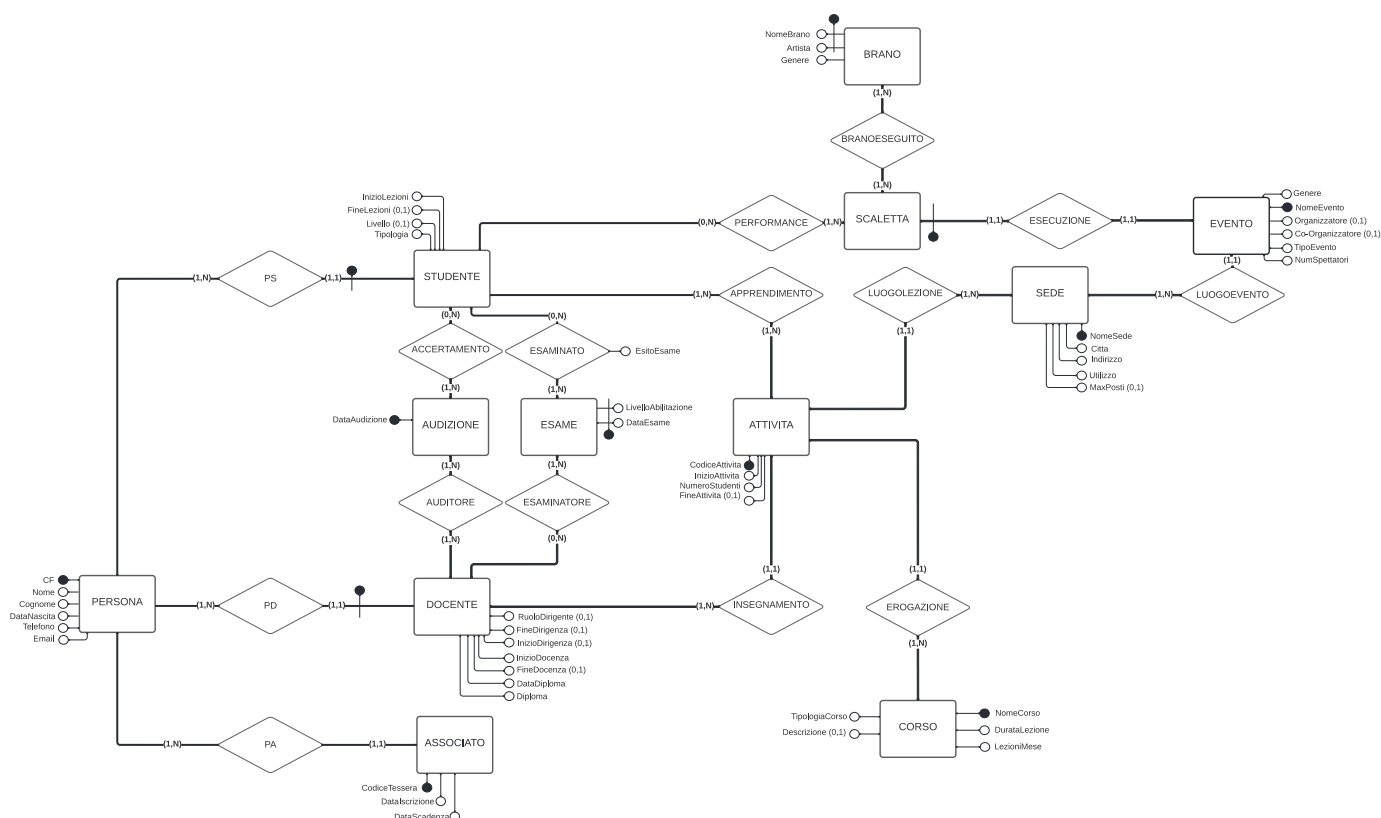 NomeBrano
Artista
Genere
BRANO
(1,N)
BRANOESEGUITO
(1,N)
InizioLezioni
FineLezioni (0,1)
Livello (0,1)
Tipologia
(0,N)
PERFORMANCE
(1,N)
SCALETTA
(1,1)
ESECUZIONE
(1,1)
EVENTO
Genere
NomeEvento
Organizzatore (0,1)
Co-Organizzatore (0,1)
TipoEvento
NumSpettatori
(1,N)
PS
(1,1)
STUDENTE
(1,N)
APPRENDIMENTO
(1,N)
LUOGOLEZIONE
(1,N)
(1,1)
SEDE
(1,N)
LUOGOEVENTO
(1,1)
NomeSede
Citta
Indirizzo
Utilizzo
MaxPosti (0,1)
(0,N)
(0,N)
ACCERTAMENTO
ESAMINATO
EsitoEsame
(1,N)
(1,N)
DataAudizione
AUDIZIONE
ESAME
LivelloAbilitazione
DataEsame
ATTIVITA
CodiceAttivita
InizioAttivita
NumeroStudenti
FineAttivita (0,1)
(1,N)
(1,N)
AUDITORE
ESAMINATORE
(1,N)
(0,N)
CF
Nome
Cognome
DataNascita
Telefono
Email
PERSONA
(1,N)
PD
(1,1)
DOCENTE
(1,N)
INSEGNAMENTO
(1,1)
(1,1)
EROGAZIONE
(1,N)
RuoloDirigente (0,1)
FineDirigenza (0,1)
InizioDirigenza (0,1)
InizioDocenza
FineDocenza (0,1)
DataDiploma
Diploma
TipologiaCorso
Descrizione (0,1)
CORSO
NomeCorso
DurataLezione
LezioniMese
(1,N)
PA
(1,1)
ASSOCIATO
CodiceTessera
DataIscrizione
DataScadenza